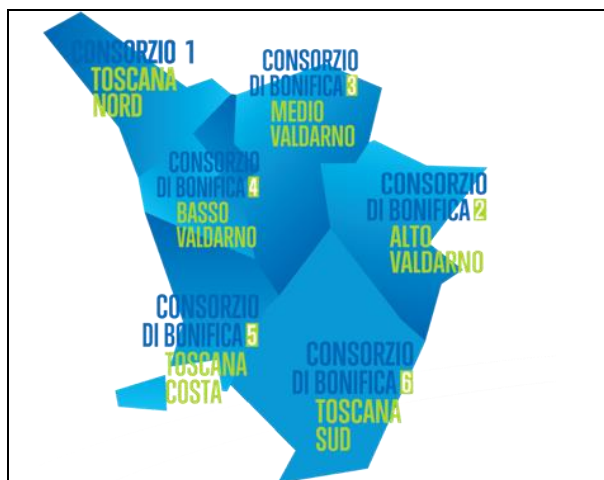 CONSORZIO 1
TOSCANA
NORD
CONSORZIO
DI BONIFICA 3
MEDIO
VALDARNO
CONSORZIO
DI BONIFICA 4
BASSO
VALDARNO
CONSORZIO
DI BONIFICA 2
ALTO
VALDARNO
CONSORZIO
DI BONIFICA 5
TOSCANA
COSTA
CONSORZIO
DI BONIFICA 6
TOSCANA
SUD